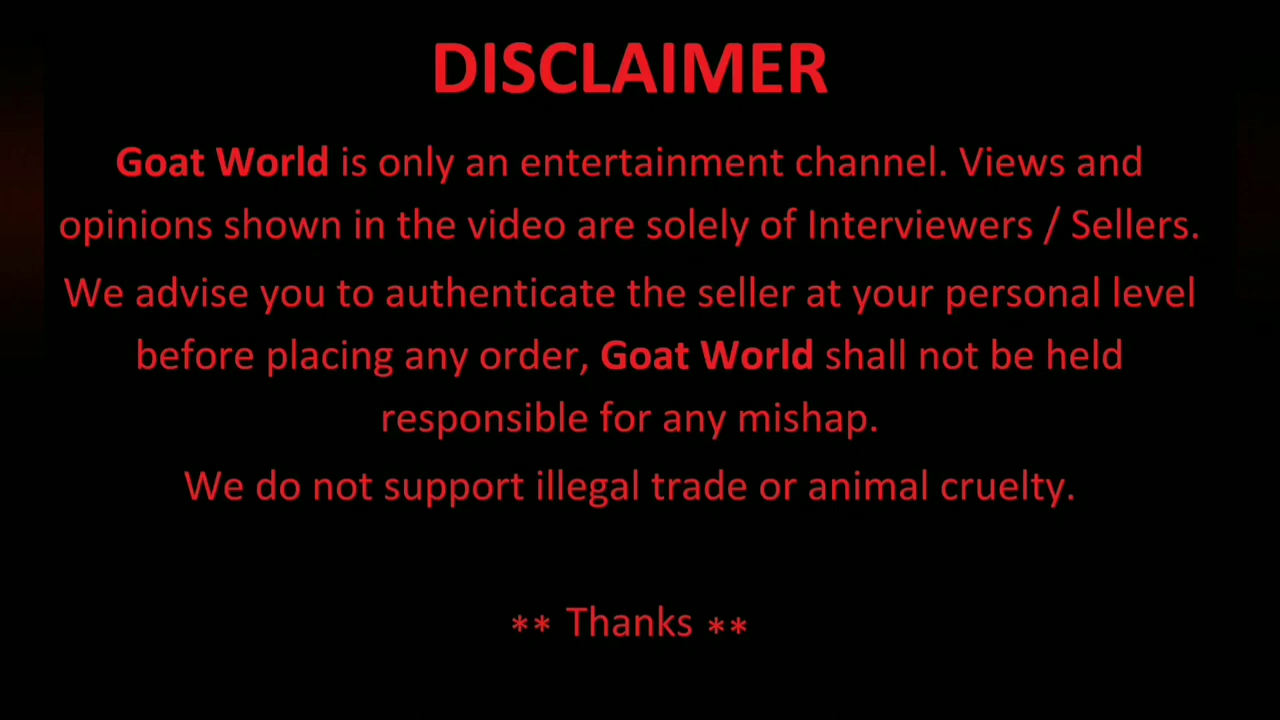 DISCLAIMER
Goat World is only an entertainment channel. Views and
opinions shown in the video are solely of Interviewers / Sellers.
We advise you to authenticate the seller at your personal level
before placing any order, Goat World shall not be held
responsible for any mishap.
We do not support illegal trade or animal cruelty.
** Thanks **